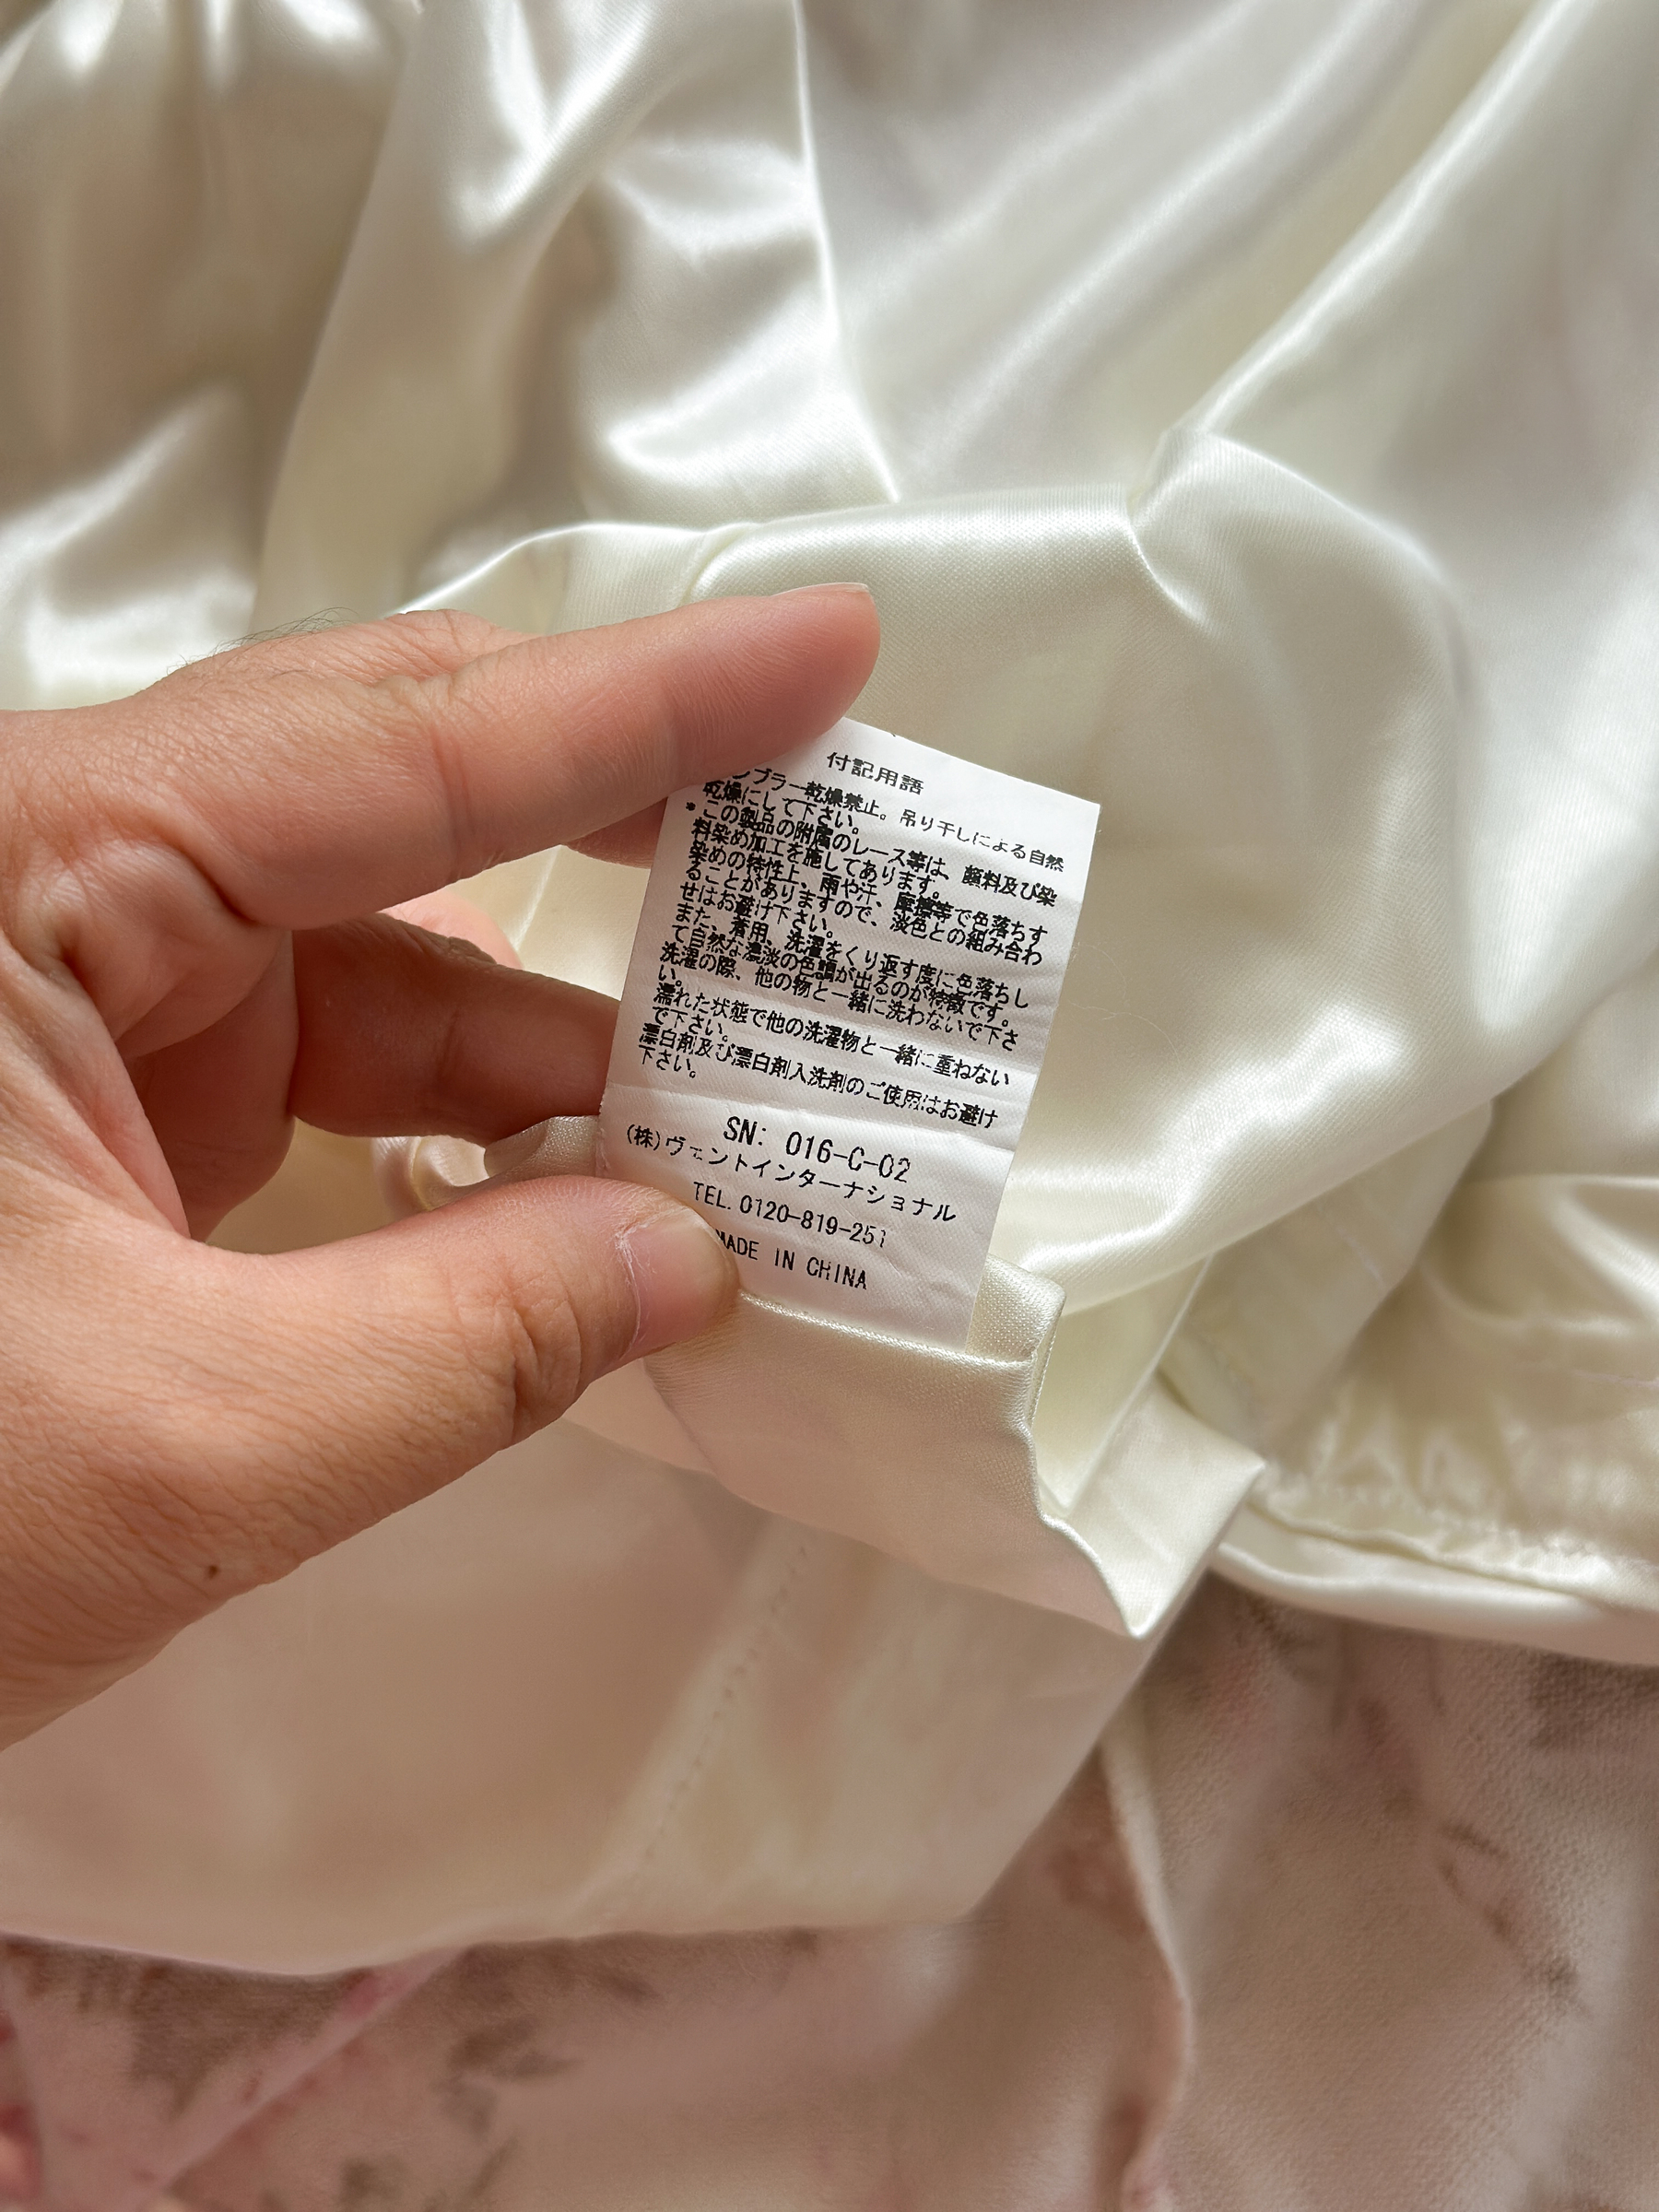 付記用語
ンブラー乾燥禁止。吊り干しによる自然
乾燥にして下さい。
*この製品の附属のレース等は、顔料及び染
料染め加工を施してあります。
染めの特性上、雨や汗、摩擦等で色落ちす
ることがありますので、淡色との組み合わ
せはお避け下さい。
また、着用、洗濯をくり返す度に色落ちし
て自然な濃淡の色調が出るのが特徴です。
洗濯の際、他の物と一緒に洗わないで下さ
い。
濡れた状態で他の洗濯物と一緒に重ねない
で下さい。
漂白剤及び漂白剤入洗剤のご使用はお避け
下さい。
SN: 016-C-02
(株)ヴェントインターナショナル
TEL. 0120-819-251
MADE IN CHINA